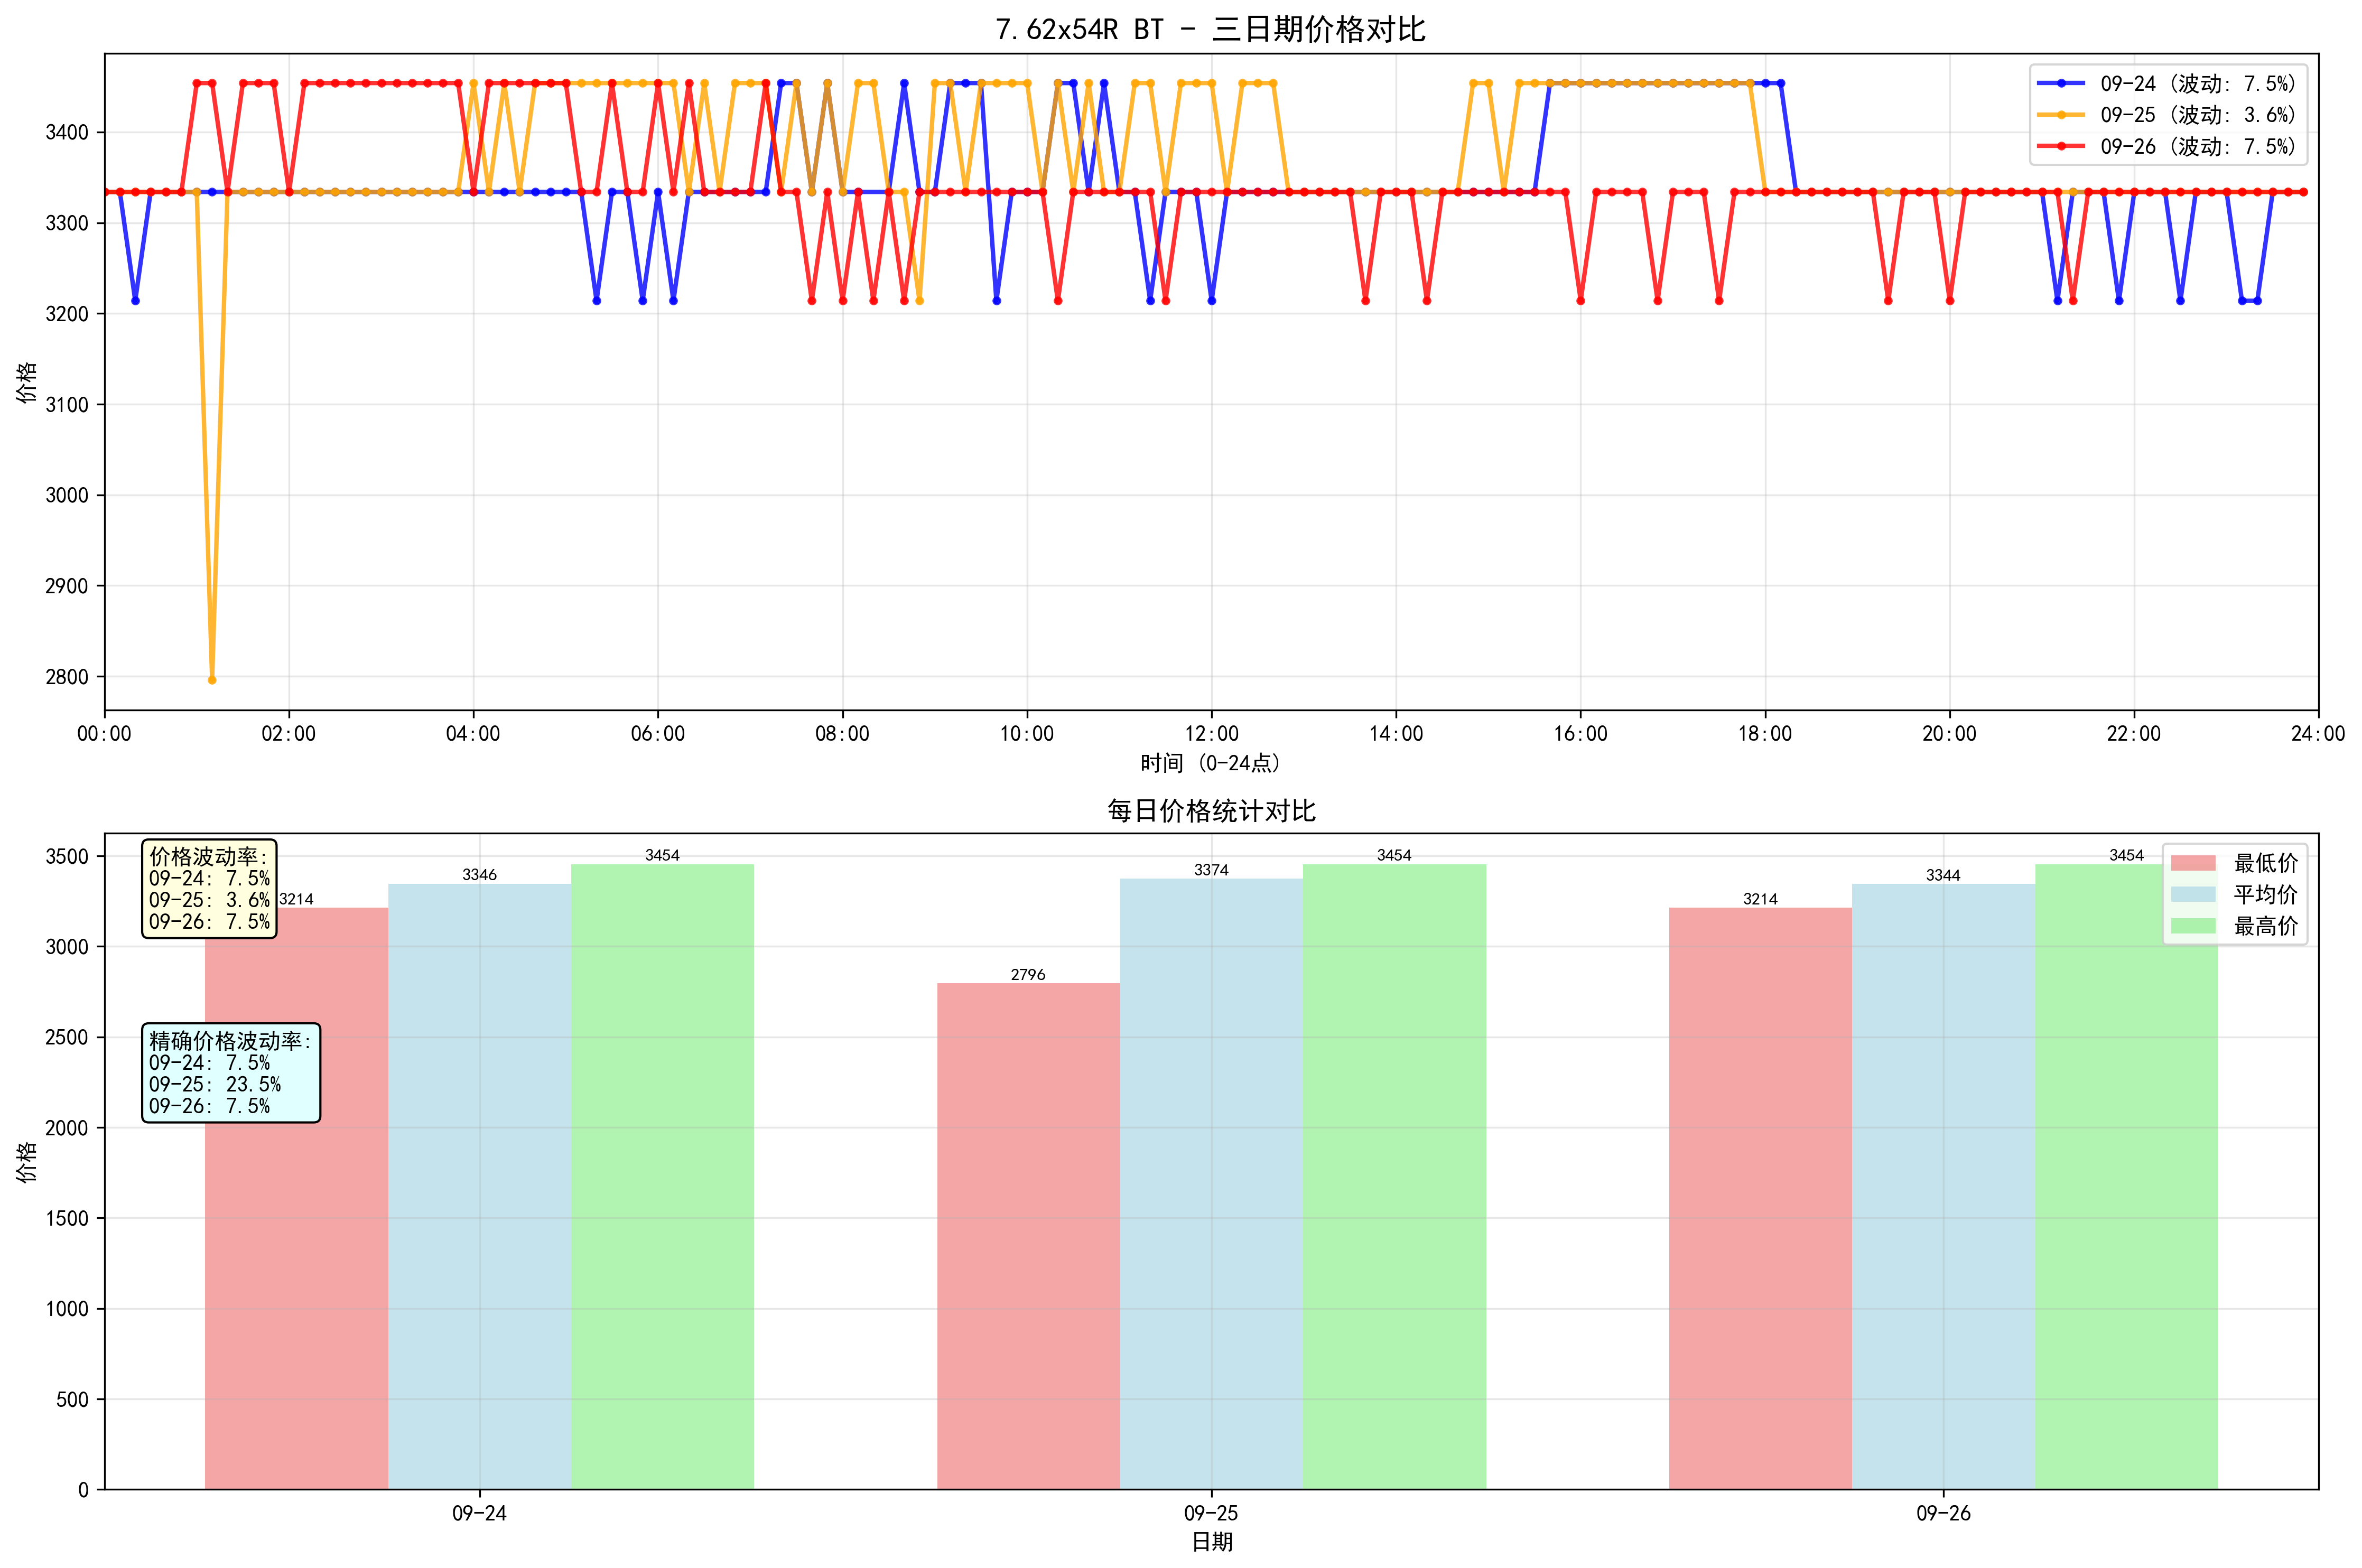 7.62x54R BT - 三日期价格对比
09-24 (波动: 7.5%)
09-25 (波动: 3.6%)
09-26 (波动: 7.5%)
价格
3400
3300
3200
3100
3000
2900
2800
00:00 02:00 04:00 06:00 08:00 10:00 12:00 14:00 16:00 18:00 20:00 22:00 24:00
时间 (0-24点)
每日价格统计对比
价格波动率:
09-24: 7.5%
09-25: 3.6%
09-26: 7.5%
精确价格波动率:
09-24: 7.5%
09-25: 23.5%
09-26: 7.5%
最低价
平均价
最高价
3214 3346 3454 2796 3374 3454 3214 3344 3454
价格
3500
3000
2500
2000
1500
1000
500
0
09-24 09-25 09-26
日期